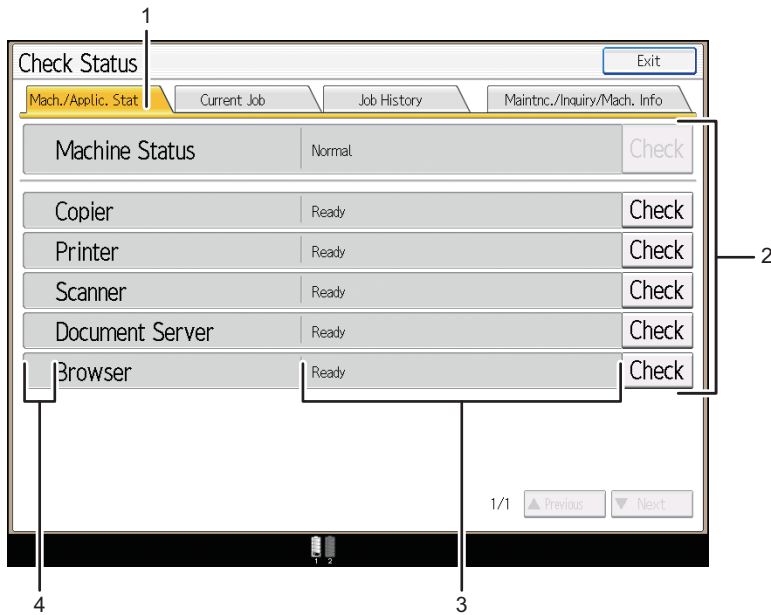 1
Check Status Exit
Mach./Applic. Stat Current Job Job History Maintnc./Inquiry/Mach. Info
Machine Status Normal Check
Copier Ready Check
Printer Ready Check
2
Scanner Ready Check
Document Server Ready Check
Browser Ready Check
1/1 ▲ Previous ▼ Next
1 2
4 3